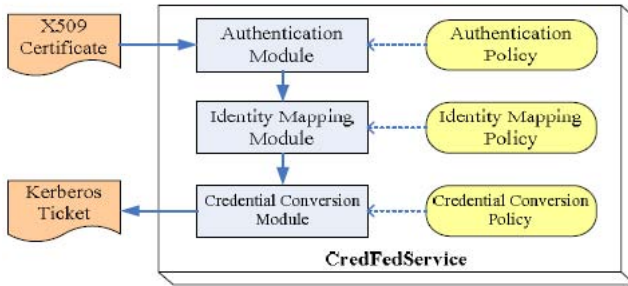 X509
Certificate
Authentication
Module
Authentication
Policy
Identity Mapping
Module
Identity Mapping
Policy
Kerberos
Ticket
Credential Conversion
Module
Credential Conversion
Policy
CredFedService